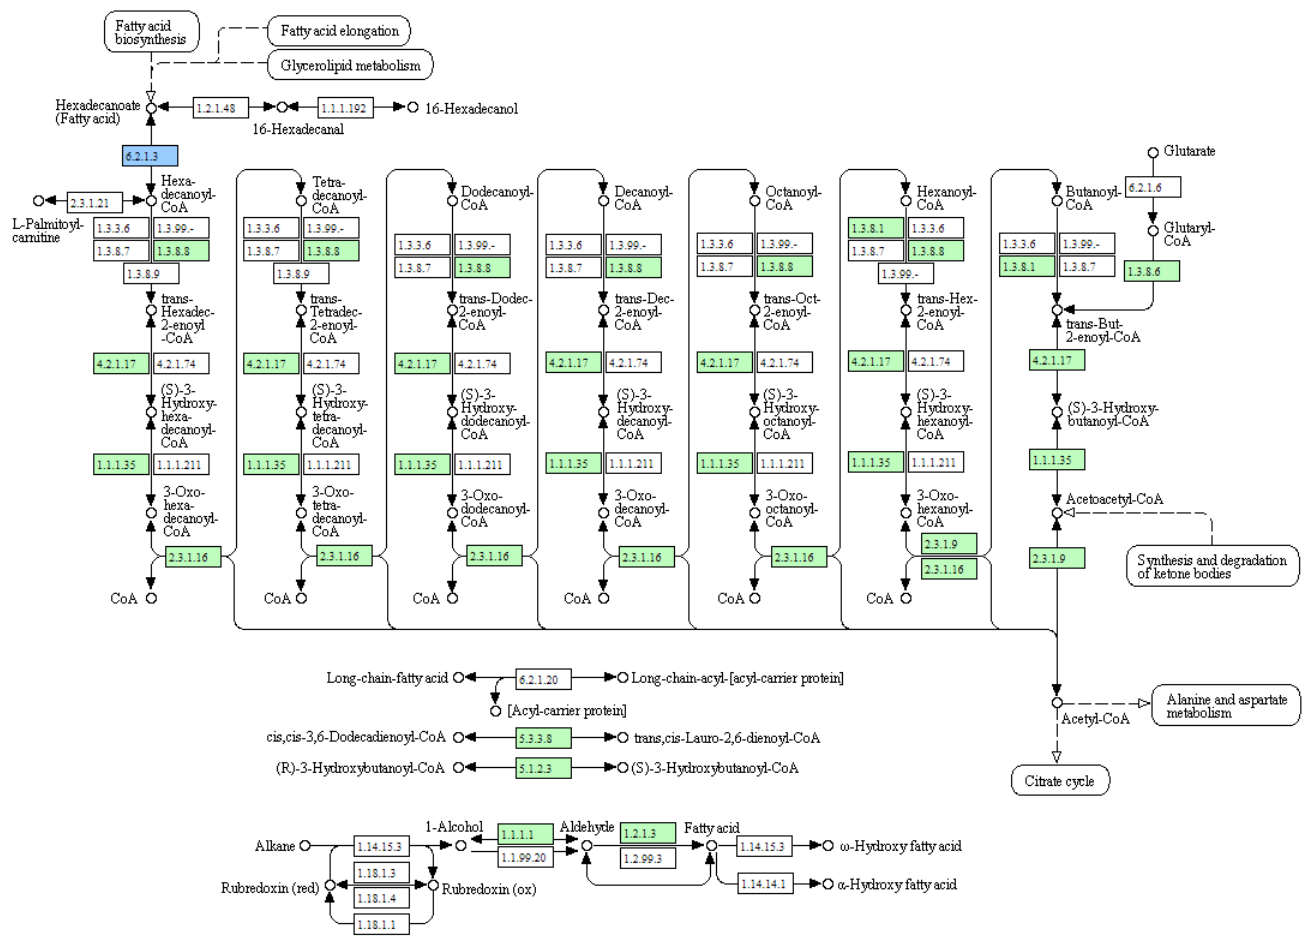 Fatty acid
biosynthesis
Fatty acid elongation
Glycerolipid metabolism
Hexadecanoate
(Fatty acid)
1.2.1.48
16-Hexadecanal
1.1.1.192
16-Hexadecanol
6.2.1.3
L-Palmitoyl-
carnitine
2.3.1.21
Hexa-
decanoyl-
CoA
1.3.3.6
1.3.99.-
1.3.8.7
1.3.8.8
1.3.8.9
trans-
Hexadec-
2-enoyl
-CoA
4.2.1.17
4.2.1.74
(S)-3-
Hydroxy-
hexa-
decanoyl-
CoA
1.1.1.35
1.1.1.211
3-Oxo-
hexa-
decanoyl-
CoA
2.3.1.16
CoA
Tetra-
decanoyl-
CoA
1.3.3.6
1.3.99.-
1.3.8.7
1.3.8.8
1.3.8.9
trans-
Tetradec-
2-enoyl-
CoA
4.2.1.17
4.2.1.74
(S)-3-
Hydroxy-
tetra-
decanoyl-
CoA
1.1.1.35
1.1.1.211
3-Oxo-
tetra-
decanoyl-
CoA
2.3.1.16
CoA
Dodecanoyl-
CoA
1.3.3.6
1.3.99.-
1.3.8.7
1.3.8.8
trans-Dodec-
2-enoyl-
CoA
4.2.1.17
4.2.1.74
(S)-3-
Hydroxy-
dodecanoyl-
CoA
1.1.1.35
1.1.1.211
3-Oxo-
dodecanoyl-
CoA
2.3.1.16
CoA
Decanoyl-
CoA
1.3.3.6
1.3.99.-
1.3.8.7
1.3.8.8
trans-Dec-
2-enoyl-
CoA
4.2.1.17
4.2.1.74
(S)-3-
Hydroxy-
decanoyl-
CoA
1.1.1.35
1.1.1.211
3-Oxo-
decanoyl-
CoA
2.3.1.16
CoA
Octanoyl-
CoA
1.3.3.6
1.3.99.-
1.3.8.7
1.3.8.8
trans-Oct-
2-enoyl-
CoA
4.2.1.17
4.2.1.74
(S)-3-
Hydroxy-
octanoyl-
CoA
1.1.1.35
1.1.1.211
3-Oxo-
octanoyl-
CoA
2.3.1.16
CoA
Hexanoyl-
CoA
1.3.8.1
1.3.3.6
1.3.8.7
1.3.8.8
1.3.99.-
trans-Hex-
2-enoyl-
CoA
4.2.1.17
4.2.1.74
(S)-3-
Hydroxy-
hexanoyl-
CoA
1.1.1.35
1.1.1.211
3-Oxo-
hexanoyl-
CoA
2.3.1.9
2.3.1.16
CoA
Butanoyl-
CoA
1.3.3.6
1.3.99.-
1.3.8.1
1.3.8.7
Glutarate
6.2.1.6
Glutaryl-
CoA
1.3.8.6
trans-But-
2-enoyl-CoA
4.2.1.17
(S)-3-Hydroxy-
butanoyl-CoA
1.1.1.35
Acetoacetyl-CoA
2.3.1.9
Synthesis and degradation
of ketone bodies
Acetyl-CoA
Alanine and aspartate
metabolism
Citrate cycle
Long-chain-fatty acid
6.2.1.20
Long-chain-acyl-[acyl-carrier protein]
[Acyl-carrier protein]
cis,cis-3,6-Dodecadienoyl-CoA
5.3.3.8
trans,cis-Lauro-2,6-dienoyl-CoA
(R)-3-Hydroxybutanoyl-CoA
5.1.2.3
(S)-3-Hydroxybutanoyl-CoA
Alkane
1.14.15.3
1-Alcohol
1.1.1.1
1.1.99.20
Aldehyde
1.2.1.3
1.2.99.3
Fatty acid
1.14.15.3
ω-Hydroxy fatty acid
1.14.14.1
α-Hydroxy fatty acid
Rubredoxin (red)
1.18.1.3
1.18.1.4
1.18.1.1
Rubredoxin (ox)